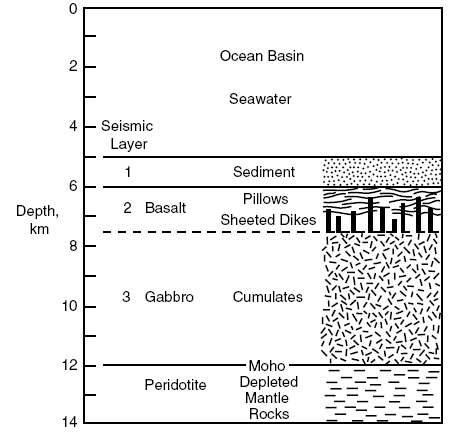 0
Ocean Basin
2
Seawater
4
Seismic
Layer
1 Sediment
6
Pillows
2 Basalt
Sheeted Dikes
Depth,
km
8
3 Gabbro Cumulates
10
12
Moho
Peridotite Depleted
Mantle
Rocks
14